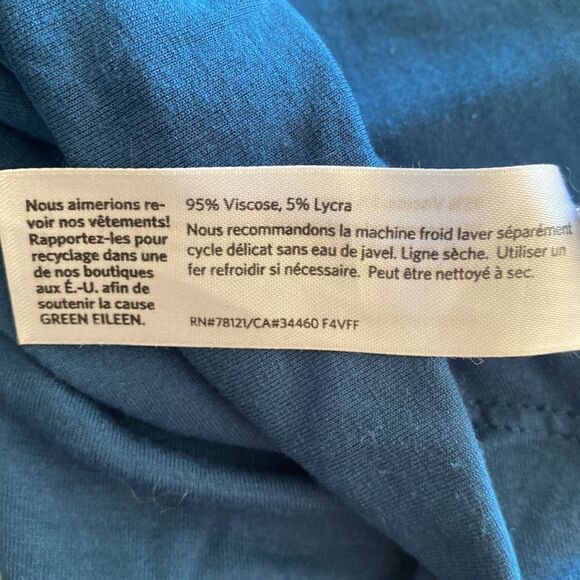 Nous aimerions re-
voir nos vêtements!
Rapportez-les pour
recyclage dans une
de nos boutiques
aux É.-U. afin de
soutenir la cause
GREEN EILEEN.
95% Viscose, 5% Lycra
Nous recommandons la machine froid laver séparément
cycle délicat sans eau de javel. Ligne sèche. Utiliser un
fer refroidir si nécessaire. Peut être nettoyé à sec.
RN#78121/CA#34460 F4VFF